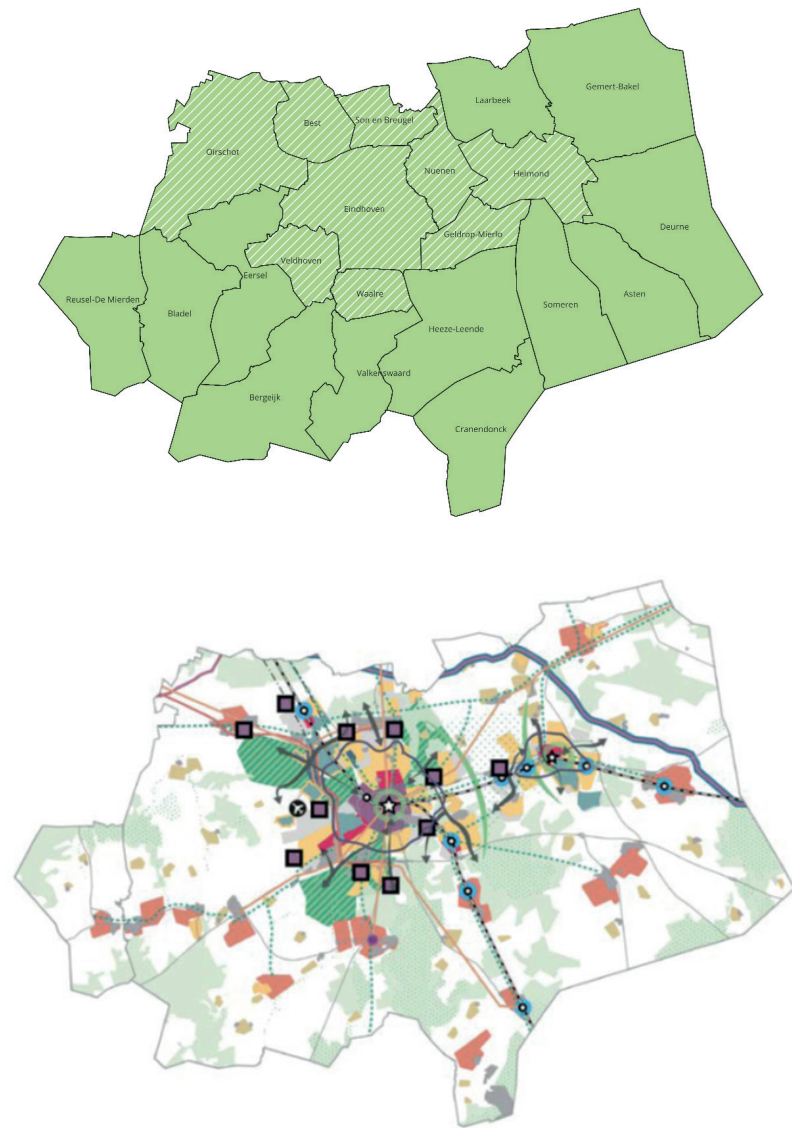 Gemert-Bakel
Laarbeek
Son en Breugel
Best
Oirschot
Nuenen
Helmond
Eindhoven
Deurne
Geldrop-Mierlo
Veldhoven
Eersel
Waalre
Asten
Reusel-De Mierden
Someren
Bladel
Heeze-Leende
Valkenswaard
Bergeijk
Cranendonck